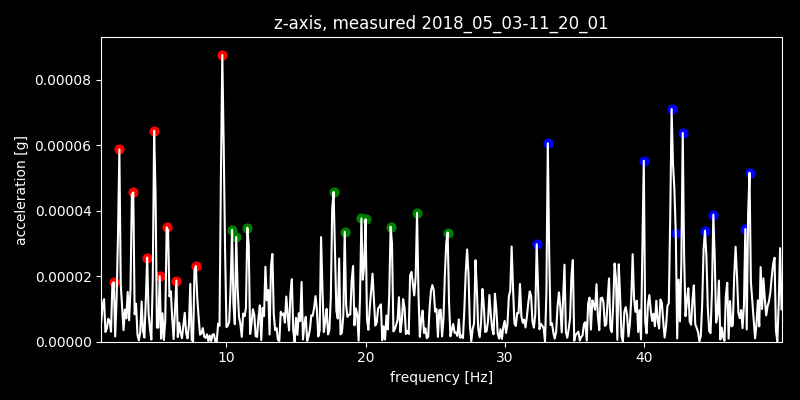 z-axis, measured 2018_05_03-11_20_01
0.00008
0.00006
0.00004
0.00002
0.00000
acceleration [g]
10 20 30 40
frequency [Hz]